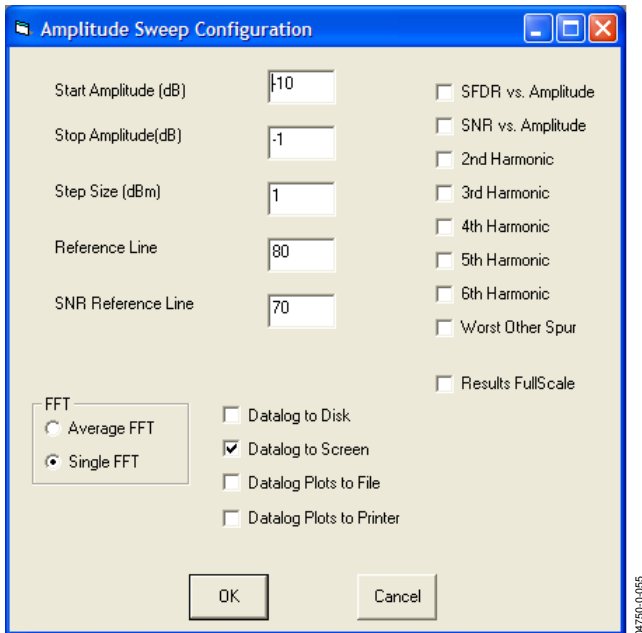 Amplitude Sweep Configuration
Start Amplitude (dB)
-10
Stop Amplitude(dB)
-1
Step Size (dBm)
1
Reference Line
80
SNR Reference Line
70
SFDR vs. Amplitude
SNR vs. Amplitude
2nd Harmonic
3rd Harmonic
4th Harmonic
5th Harmonic
6th Harmonic
Worst Other Spur
Results FullScale
FFT
Average FFT
Single FFT
Datalog to Disk
Datalog to Screen
Datalog Plots to File
Datalog Plots to Printer
OK
Cancel
04750-0-055